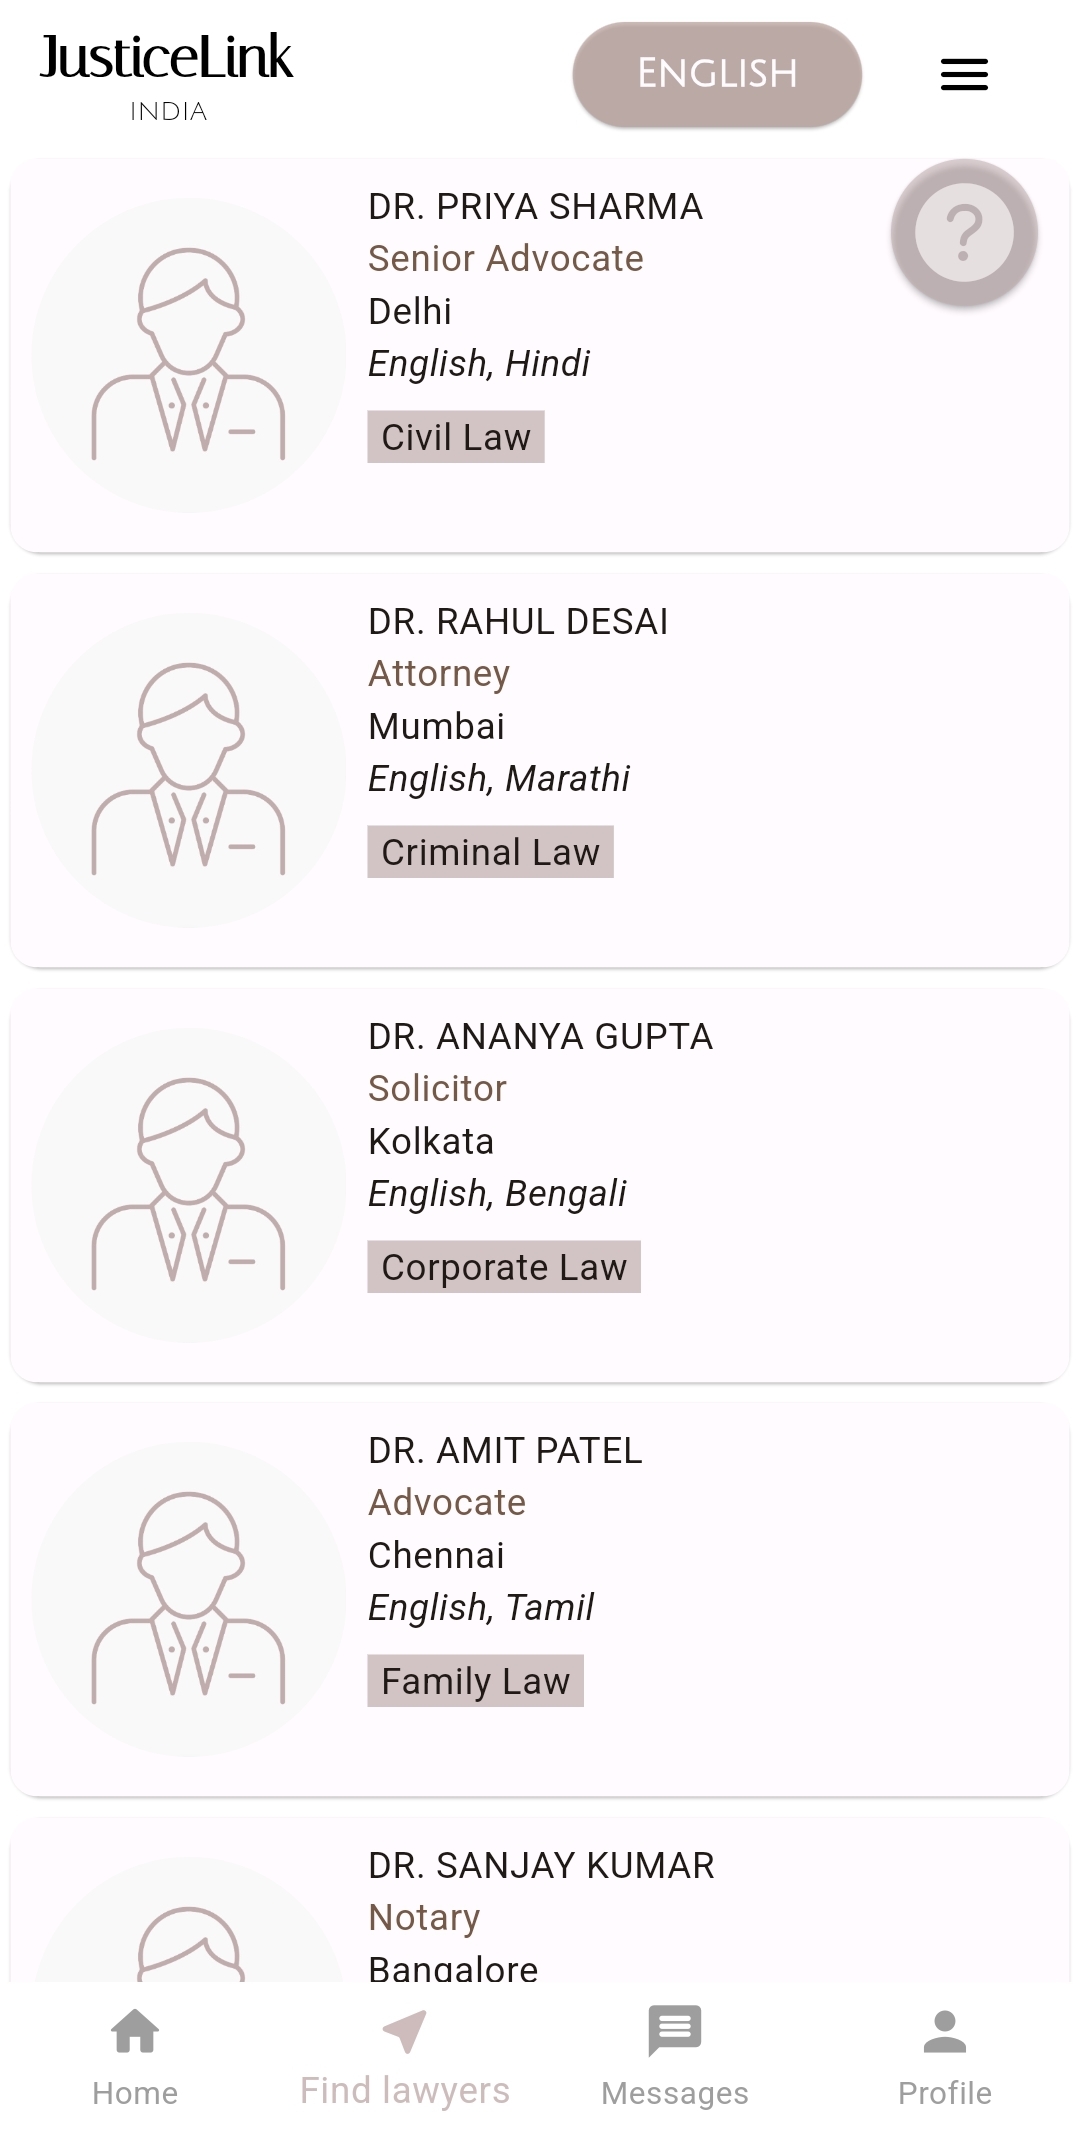 JusticeLink
INDIA
ENGLISH
?
DR. PRIYA SHARMA
Senior Advocate
Delhi
English, Hindi
Civil Law
DR. RAHUL DESAI
Attorney
Mumbai
English, Marathi
Criminal Law
DR. ANANYA GUPTA
Solicitor
Kolkata
English, Bengali
Corporate Law
DR. AMIT PATEL
Advocate
Chennai
English, Tamil
Family Law
DR. SANJAY KUMAR
Notary
Bangalore
Home
Find lawyers
Messages
Profile